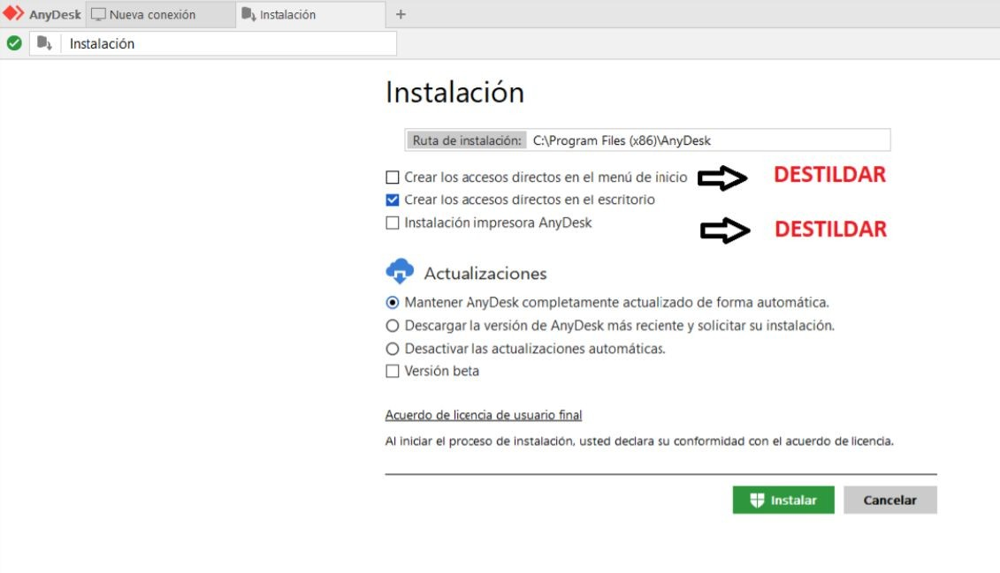 AnyDesk Nueva conexión Instalación +
Instalación
Instalación
Ruta de instalación: C:\Program Files (x86)\AnyDesk
Crear los accesos directos en el menú de inicio DESTILDAR
Crear los accesos directos en el escritorio
Instalación impresora AnyDesk DESTILDAR
Actualizaciones
Mantener AnyDesk completamente actualizado de forma automática.
Descargar la versión de AnyDesk más reciente y solicitar su instalación.
Desactivar las actualizaciones automáticas.
Versión beta
Acuerdo de licencia de usuario final
Al iniciar el proceso de instalación, usted declara su conformidad con el acuerdo de licencia.
Instalar Cancelar